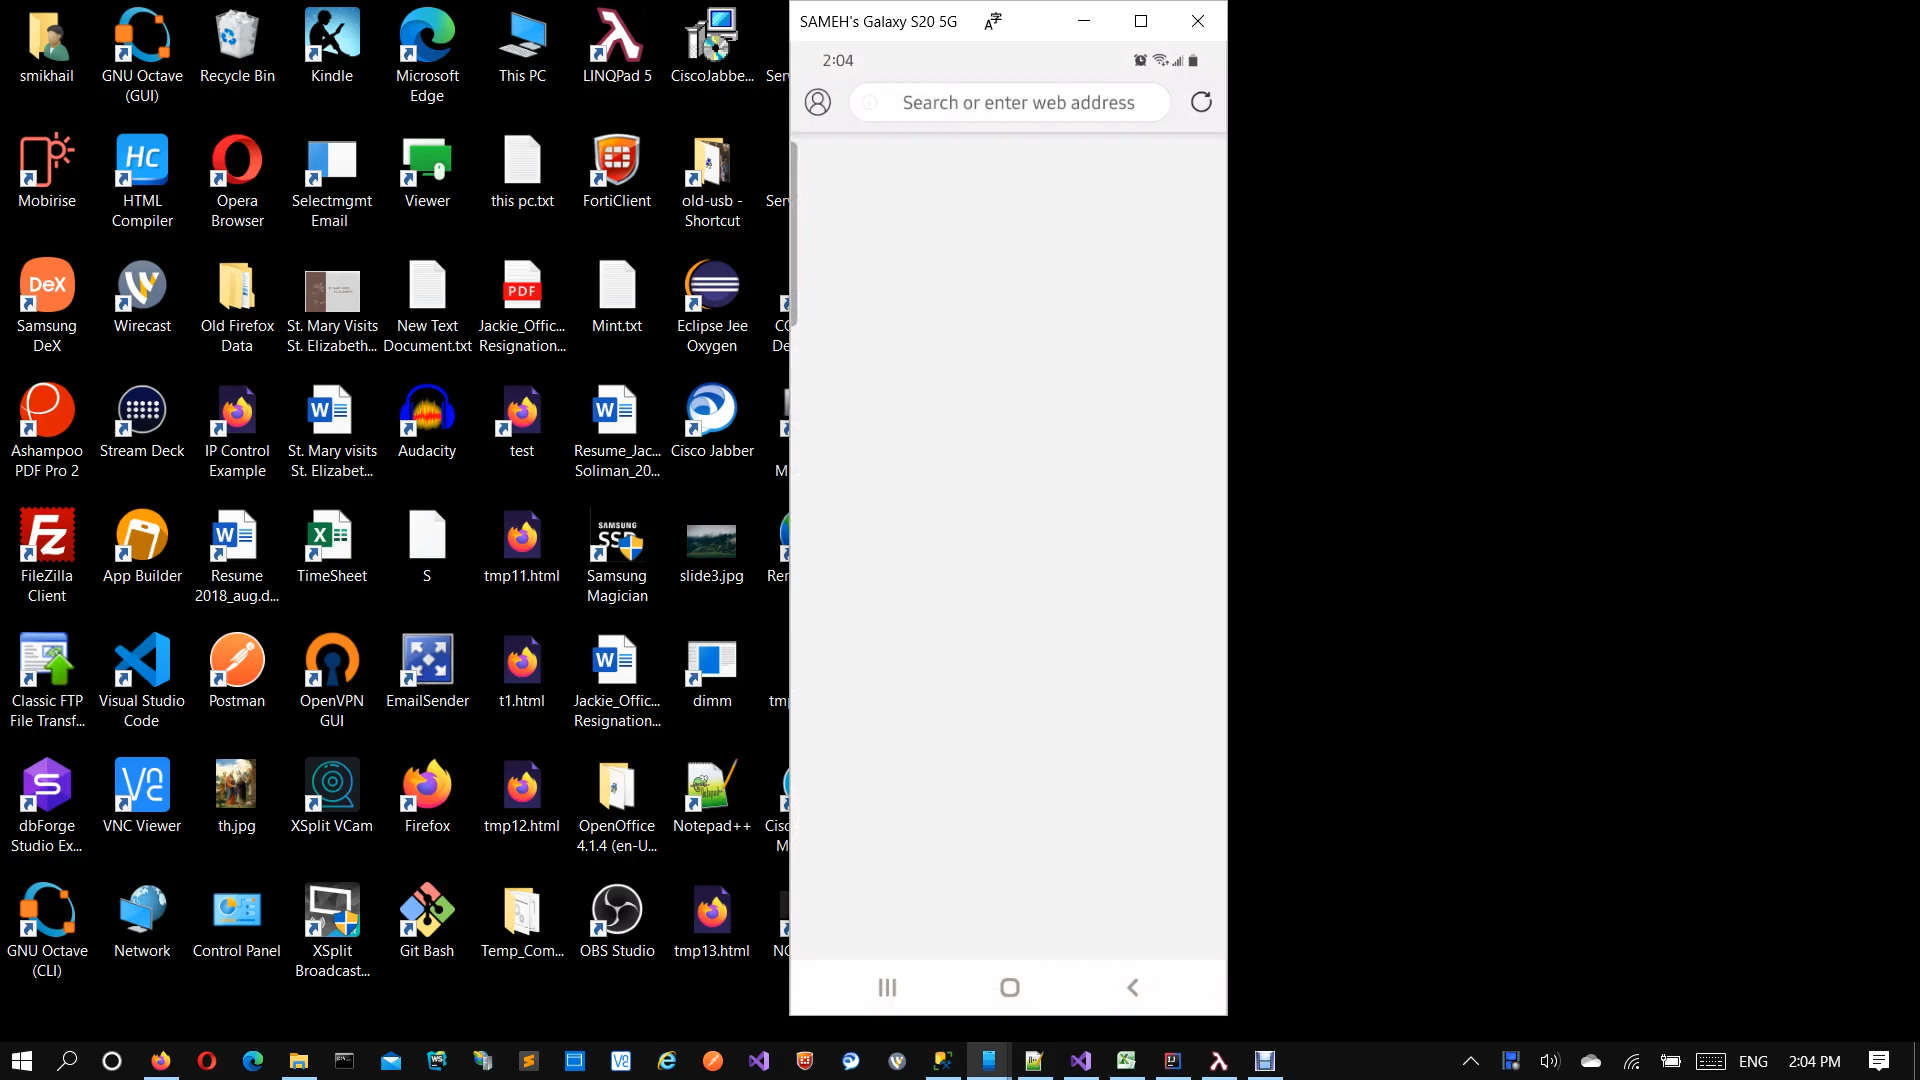 smikhail
GNU Octave
(GUI)
Recycle Bin
Kindle
Microsoft
Edge
This PC
LINQPad 5
CiscoJabbe...
SAMEH's Galaxy S20 5G
2:04
Search or enter web address
Mobirise
HTML
Compiler
Opera
Browser
Selectmgmt
Email
Viewer
this pc.txt
FortiClient
old-usb -
Shortcut
Samsung
DeX
Wirecast
Old Firefox
Data
St. Mary Visits
St. Elizabeth...
New Text
Document.txt
PDF
Jackie_Offic...
Resignation...
Mint.txt
Eclipse Jee
Oxygen
Ashampoo
PDF Pro 2
Stream Deck
IP Control
Example
St. Mary visits
St. Elizabet...
Audacity
test
Resume_Jac...
Soliman_20...
Cisco Jabber
FileZilla
Client
App Builder
Resume
2018_aug.d...
TimeSheet
S
tmp11.html
SAMSUNG
SSD
Samsung
Magician
slide3.jpg
Classic FTP
File Transf...
Visual Studio
Code
Postman
OpenVPN
GUI
EmailSender
t1.html
Jackie_Offic...
Resignation...
dimm
dbForge
Studio Ex...
VNC Viewer
th.jpg
XSplit VCam
Firefox
tmp12.html
OpenOffice
4.1.4 (en-U...
Notepad++
GNU Octave
(CLI)
Network
Control Panel
XSplit
Broadcast...
Git Bash
Temp_Com...
OBS Studio
tmp13.html
ENG
2:04 PM